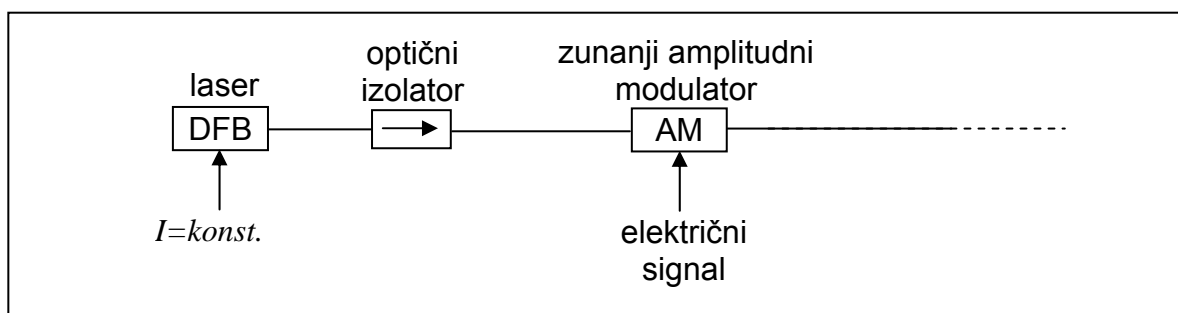 laser
DFB
I=konst.
optični
izolator
zunanji amplitudni
modulator
AM
električni
signal